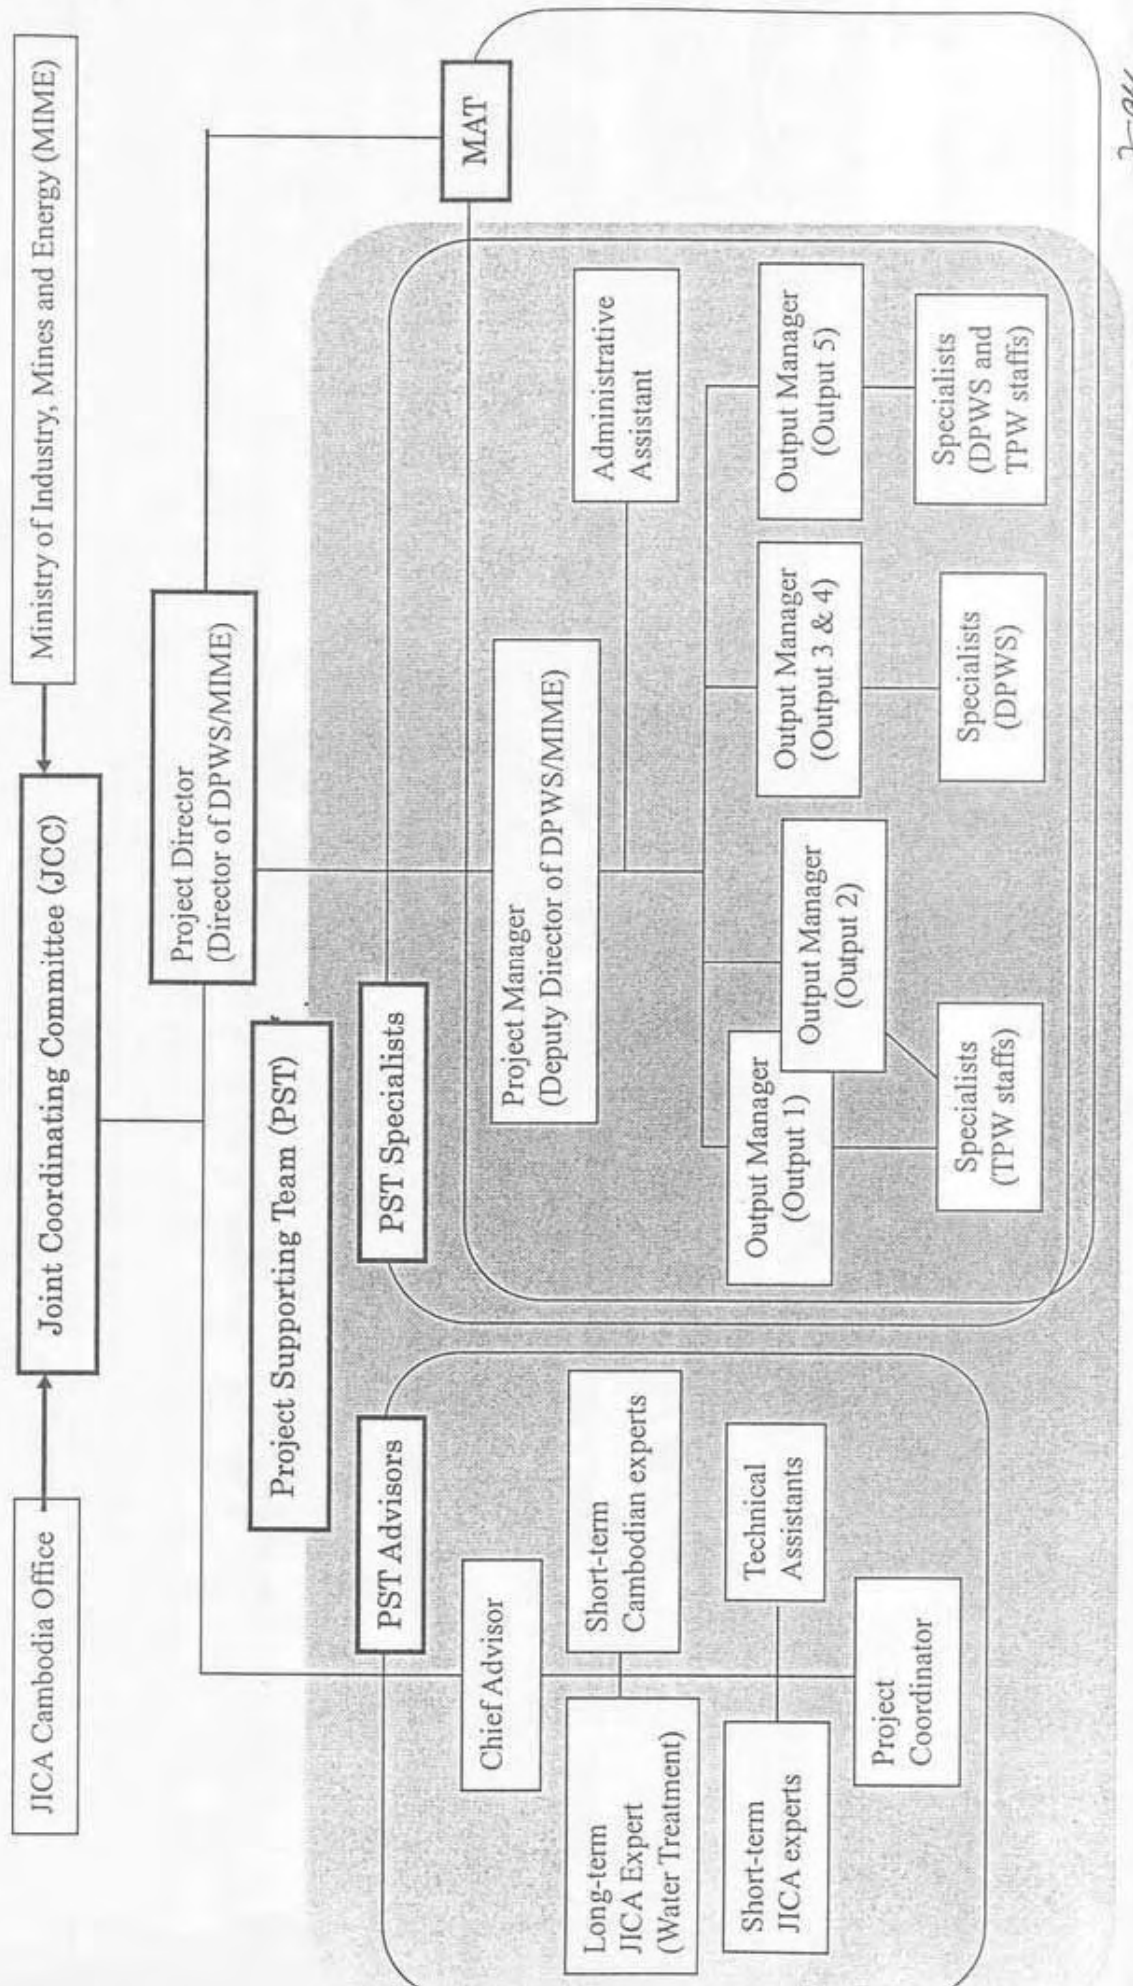 JICA Cambodia Office
Joint Coordinating Committee (JCC)
Ministry of Industry, Mines and Energy (MIME)
Project Director
(Director of DPWS/MIME)
Project Supporting Team (PST)
PST Advisors
PST Specialists
MAT
Chief Advisor
Long-term
JICA Expert
(Water Treatment)
Short-term
Cambodian experts
Short-term
JICA experts
Technical
Assistants
Project
Coordinator
Project Manager
(Deputy Director of DPWS/MIME)
Administrative
Assistant
Output Manager
(Output 1)
Output Manager
(Output 2)
Output Manager
(Output 3 & 4)
Output Manager
(Output 5)
Specialists
(TPW staffs)
Specialists
(DPWS)
Specialists
(DPWS and
TPW staffs)